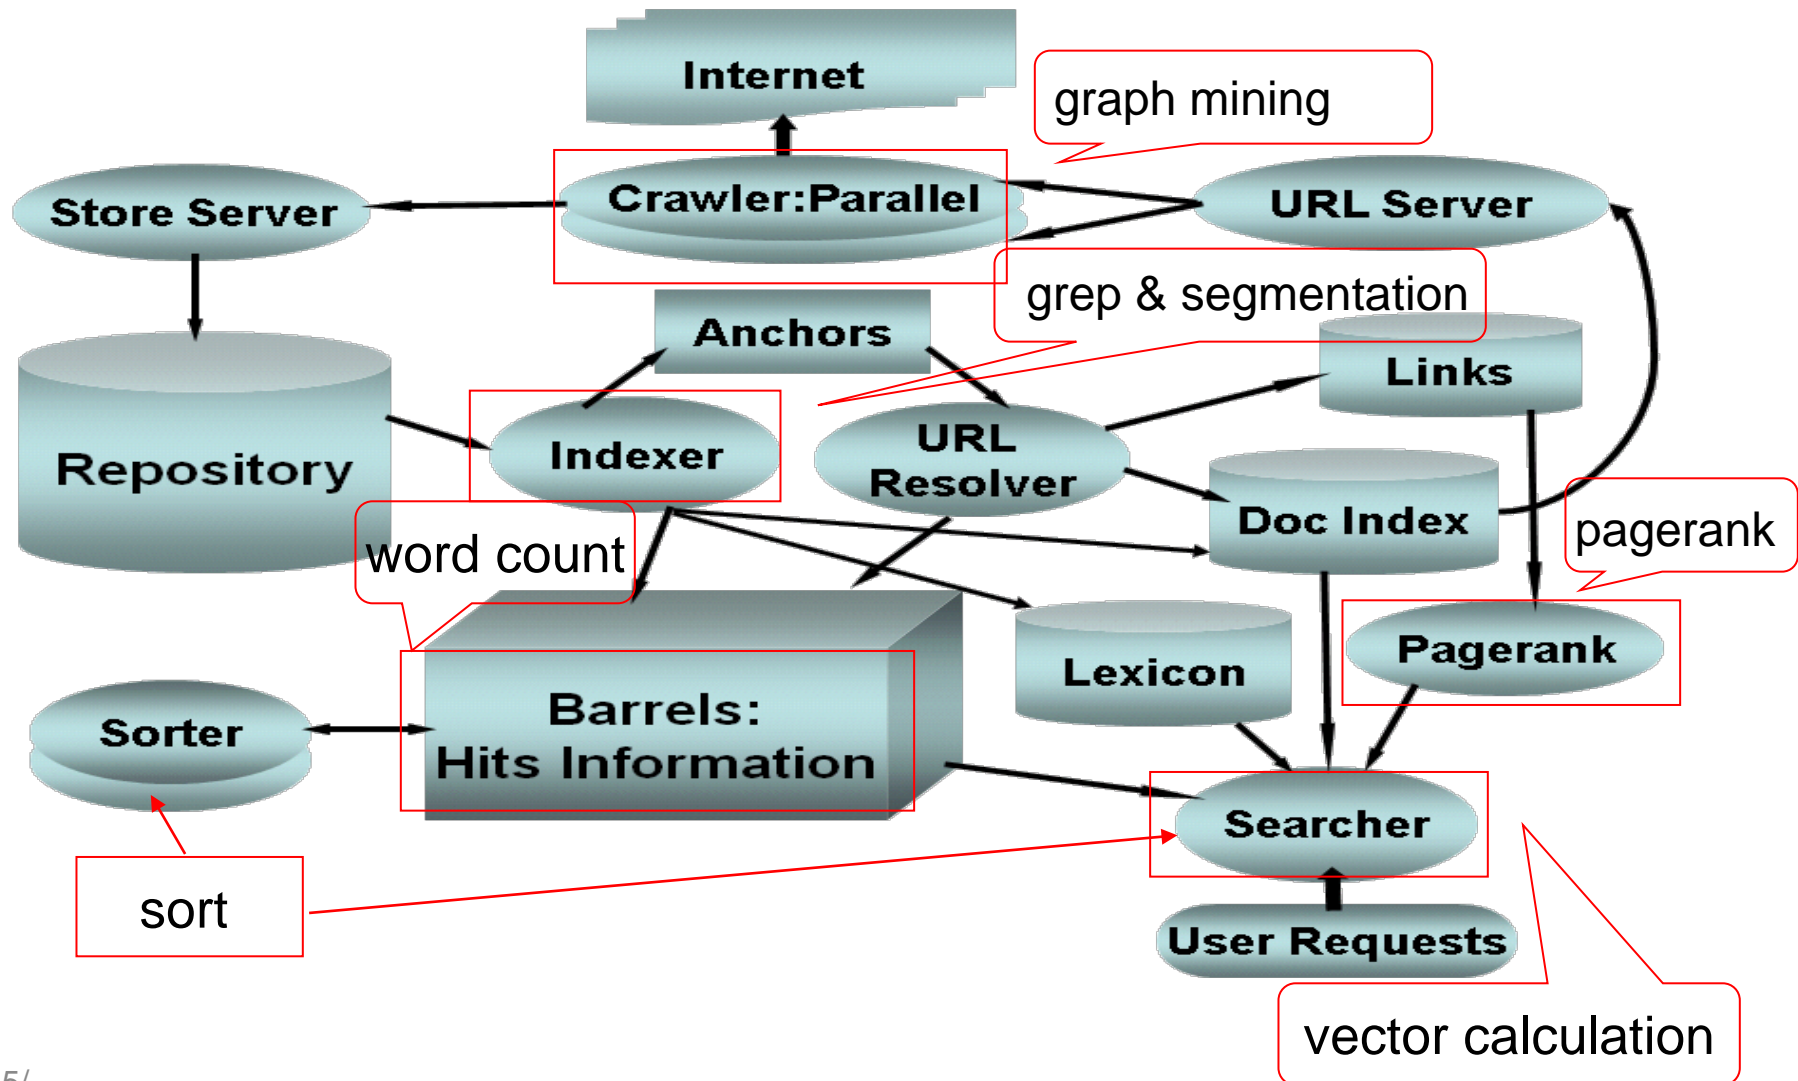 Internet
graph mining
Crawler:Parallel
Store Server
URL Server
grep & segmentation
Anchors
Links
Indexer
URL
Resolver
Repository
Doc Index
pagerank
word count
Pagerank
Lexicon
Barrels:
Hits Information
Sorter
Searcher
sort
User Requests
vector calculation
5/